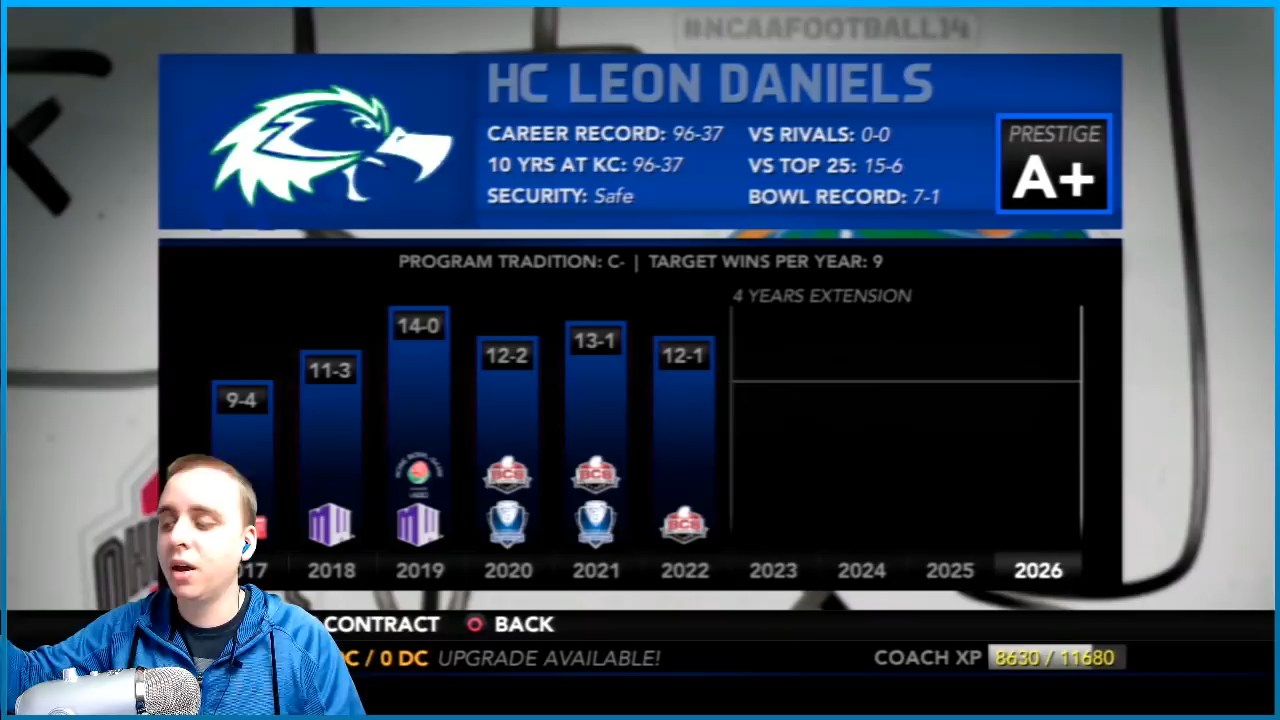 #NCAAFOOTBALL14
HC LEON DANIELS
CAREER RECORD: 96-37
VS RIVALS: 0-0
10 YRS AT KC: 96-37
VS TOP 25: 15-6
SECURITY: Safe
BOWL RECORD: 7-1
PRESTIGE
A+
PROGRAM TRADITION: C- | TARGET WINS PER YEAR: 9
4 YEARS EXTENSION
9-4
11-3
14-0
12-2
13-1
12-1
BCS
BCS
BCS
17 2018 2019 2020 2021 2022 2023 2024 2025 2026
CONTRACT
BACK
/ 0 DC UPGRADE AVAILABLE!
COACH XP 8630 / 11680